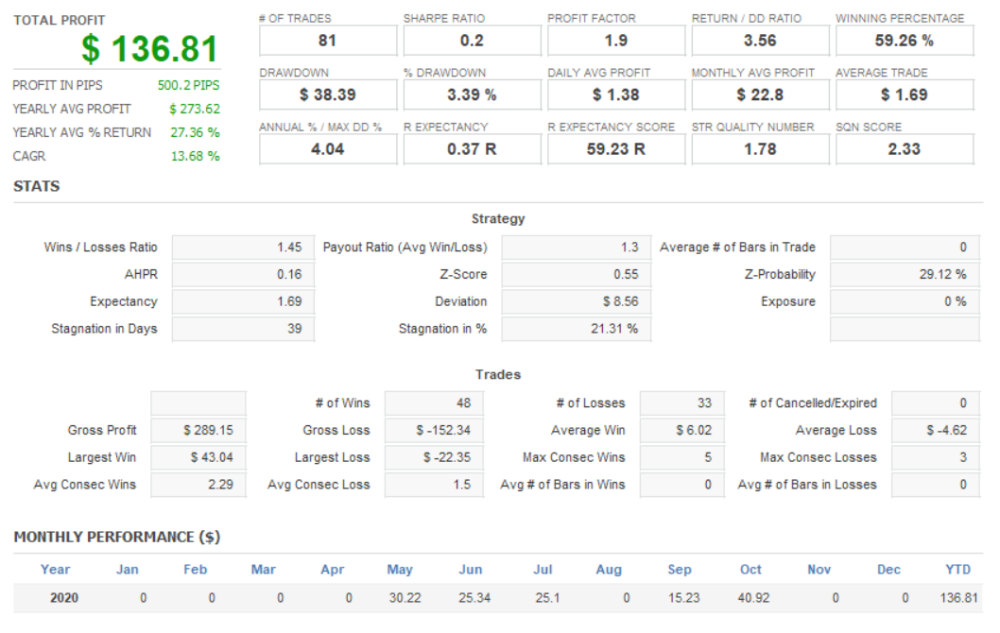 TOTAL PROFIT
$ 136.81
PROFIT IN PIPS 500.2 PIPS
YEARLY AVG PROFIT $ 273.62
YEARLY AVG % RETURN 27.36 %
CAGR 13.68 %
# OF TRADES SHARPE RATIO PROFIT FACTOR RETURN / DD RATIO WINNING PERCENTAGE
81 0.2 1.9 3.56 59.26 %
DRAWDOWN % DRAWDOWN DAILY AVG PROFIT MONTHLY AVG PROFIT AVERAGE TRADE
$ 38.39 3.39 % $ 1.38 $ 22.8 $ 1.69
ANNUAL % / MAX DD % R EXPECTANCY R EXPECTANCY SCORE STR QUALITY NUMBER SQN SCORE
4.04 0.37 R 59.23 R 1.78 2.33
STATS
Strategy
Wins / Losses Ratio 1.45 Payout Ratio (Avg Win/Loss) 1.3 Average # of Bars in Trade 0
AHPR 0.16 Z-Score 0.55 Z-Probability 29.12 %
Expectancy 1.69 Deviation $ 8.56 Exposure 0 %
Stagnation in Days 39 Stagnation in % 21.31 %
Trades
# of Wins 48 # of Losses 33 # of Cancelled/Expired 0
Gross Profit $ 289.15 Gross Loss $ -152.34 Average Win $ 6.02 Average Loss $ -4.62
Largest Win $ 43.04 Largest Loss $ -22.35 Max Consec Wins 5 Max Consec Losses 3
Avg Consec Wins 2.29 Avg Consec Loss 1.5 Avg # of Bars in Wins 0 Avg # of Bars in Losses 0
MONTHLY PERFORMANCE ($)
Year Jan Feb Mar Apr May Jun Jul Aug Sep Oct Nov Dec YTD
2020 0 0 0 0 30.22 25.34 25.1 0 15.23 40.92 0 0 136.81